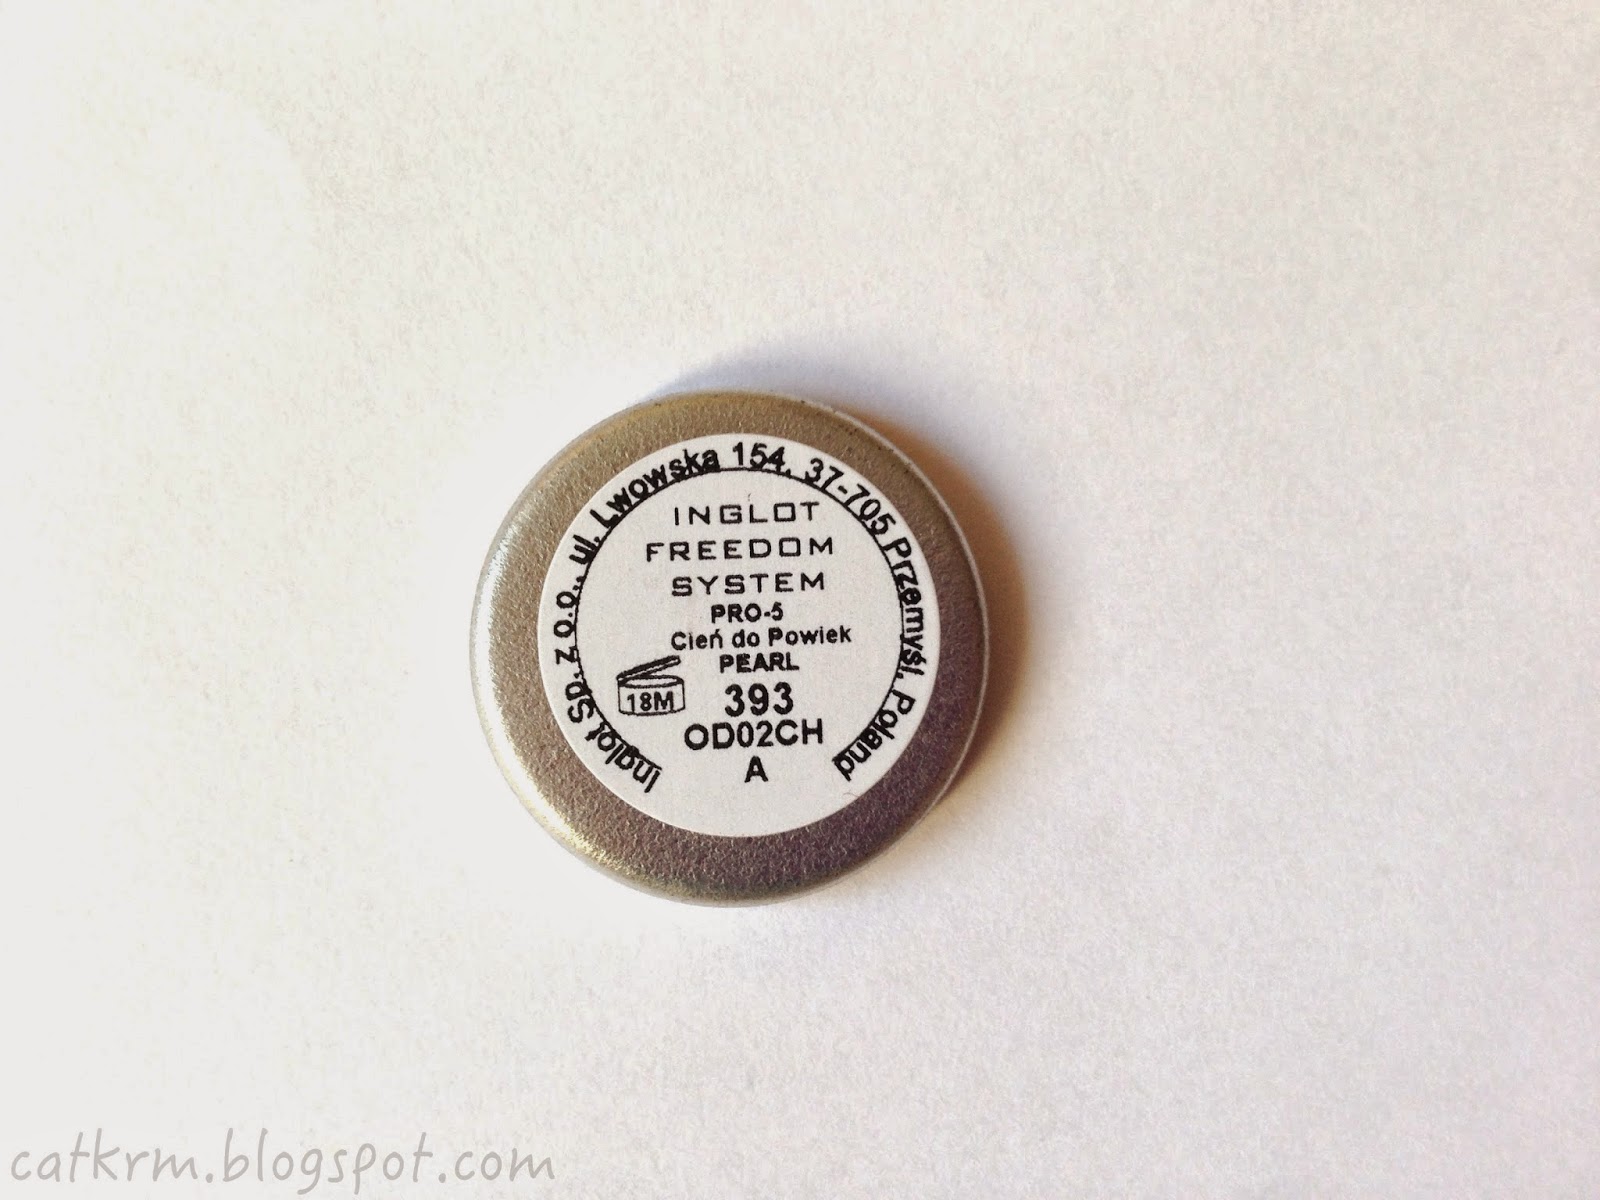 Inglot, Sp. z o.o., ul. Lwowska 154, 37-705 Przemyśl, Poland
INGLOT
FREEDOM
SYSTEM
PRO-5
Cień do Powiek
PEARL
18M
393
OD02CH
A
catkrm.blogspot.com